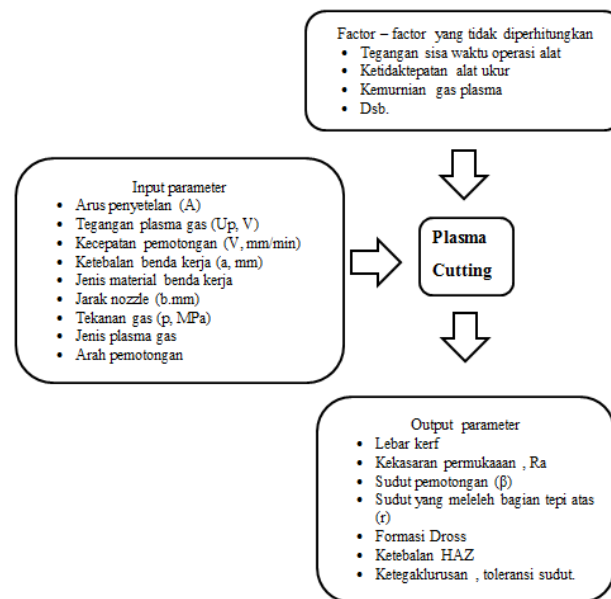 Factor – factor yang tidak diperhitungkan
• Tegangan sisa waktu operasi alat
• Ketidaktepatan alat ukur
• Kemurnian gas plasma
• Dsb.
Input parameter
• Arus penyetelan (A)
• Tegangan plasma gas (Up, V)
• Kecepatan pemotongan (V, mm/min)
• Ketebalan benda kerja (a, mm)
• Jenis material benda kerja
• Jarak nozzle (b.mm)
• Tekanan gas (p, MPa)
• Jenis plasma gas
• Arah pemotongan
Plasma
Cutting
Output parameter
• Lebar kerf
• Kekasaran permukaaan , Ra
• Sudut pemotongan (β)
• Sudut yang meleleh bagian tepi atas
(r)
• Formasi Dross
• Ketebalan HAZ
• Ketegaklurusan , toleransi sudut.